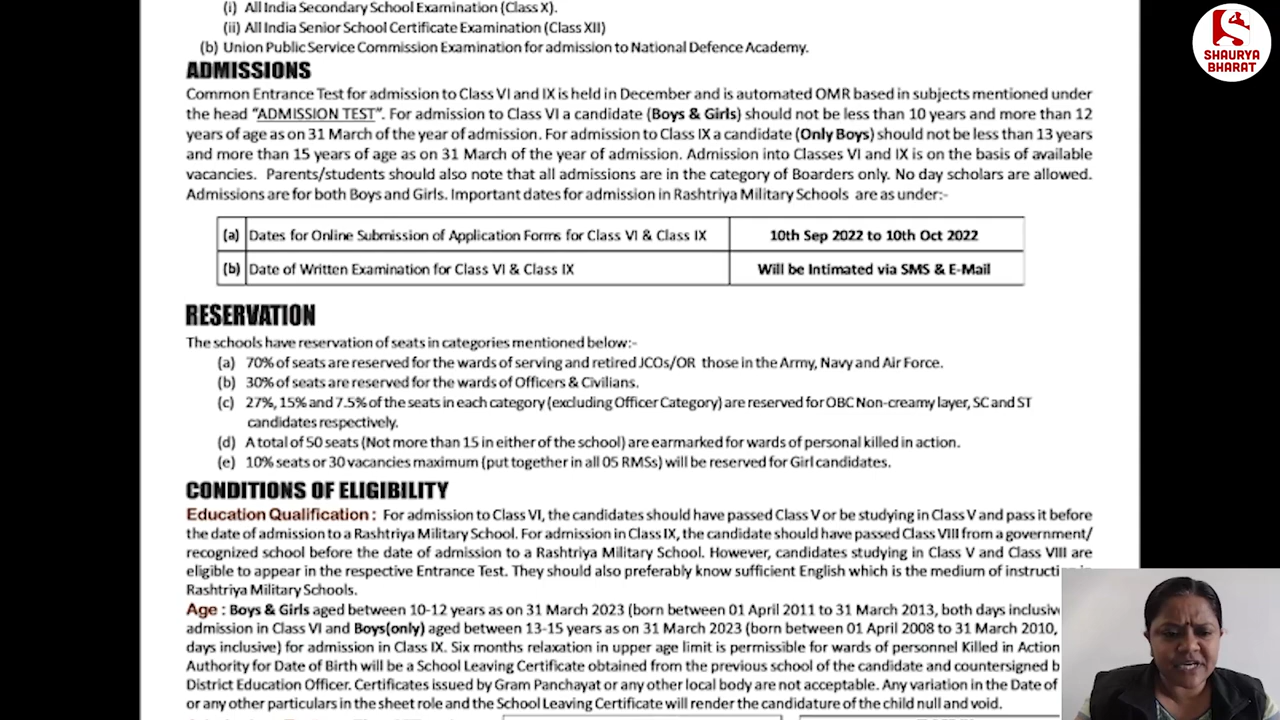 (i) All India Secondary School Examination (Class X).
(ii) All India Senior School Certificate Examination (Class XII)
(b) Union Public Service Commission Examination for admission to National Defence Academy.
SHAURYA
BHARAT
ADMISSIONS
Common Entrance Test for admission to Class VI and IX is held in December and is automated OMR based in subjects mentioned under
the head “ADMISSION TEST”. For admission to Class VI a candidate (Boys & Girls) should not be less than 10 years and more than 12
years of age as on 31 March of the year of admission. For admission to Class IX a candidate (Only Boys) should not be less than 13 years
and more than 15 years of age as on 31 March of the year of admission. Admission into Classes VI and IX is on the basis of available
vacancies. Parents/students should also note that all admissions are in the category of Boarders only. No day scholars are allowed.
Admissions are for both Boys and Girls. Important dates for admission in Rashtriya Military Schools are as under:-
(a) Dates for Online Submission of Application Forms for Class VI & Class IX 10th Sep 2022 to 10th Oct 2022
(b) Date of Written Examination for Class VI & Class IX Will be Intimated via SMS & E-Mail
RESERVATION
The schools have reservation of seats in categories mentioned below:-
(a) 70% of seats are reserved for the wards of serving and retired JCOs/OR those in the Army, Navy and Air Force.
(b) 30% of seats are reserved for the wards of Officers & Civilians.
(c) 27%, 15% and 7.5% of the seats in each category (excluding Officer Category) are reserved for OBC Non-creamy layer, SC and ST
candidates respectively.
(d) A total of 50 seats (Not more than 15 in either of the school) are earmarked for wards of personal killed in action.
(e) 10% seats or 30 vacancies maximum (put together in all 05 RMSs) will be reserved for Girl candidates.
CONDITIONS OF ELIGIBILITY
Education Qualification : For admission to Class VI, the candidates should have passed Class V or be studying in Class V and pass it before
the date of admission to a Rashtriya Military School. For admission in Class IX, the candidate should have passed Class VIII from a government/
recognized school before the date of admission to a Rashtriya Military School. However, candidates studying in Class V and Class VIII are
eligible to appear in the respective Entrance Test. They should also preferably know sufficient English which is the medium of instructi
Rashtriya Military Schools.
Age : Boys & Girls aged between 10-12 years as on 31 March 2023 (born between 01 April 2011 to 31 March 2013, both days inclusiv
admission in Class VI and Boys(only) aged between 13-15 years as on 31 March 2023 (born between 01 April 2008 to 31 March 2010,
days inclusive) for admission in Class IX. Six months relaxation in upper age limit is permissible for wards of personnel Killed in Action
Authority for Date of Birth will be a School Leaving Certificate obtained from the previous school of the candidate and countersigned b
District Education Officer. Certificates issued by Gram Panchayat or any other local body are not acceptable. Any variation in the Date of
or any other particulars in the sheet role and the School Leaving Certificate will render the candidature of the child null and void.